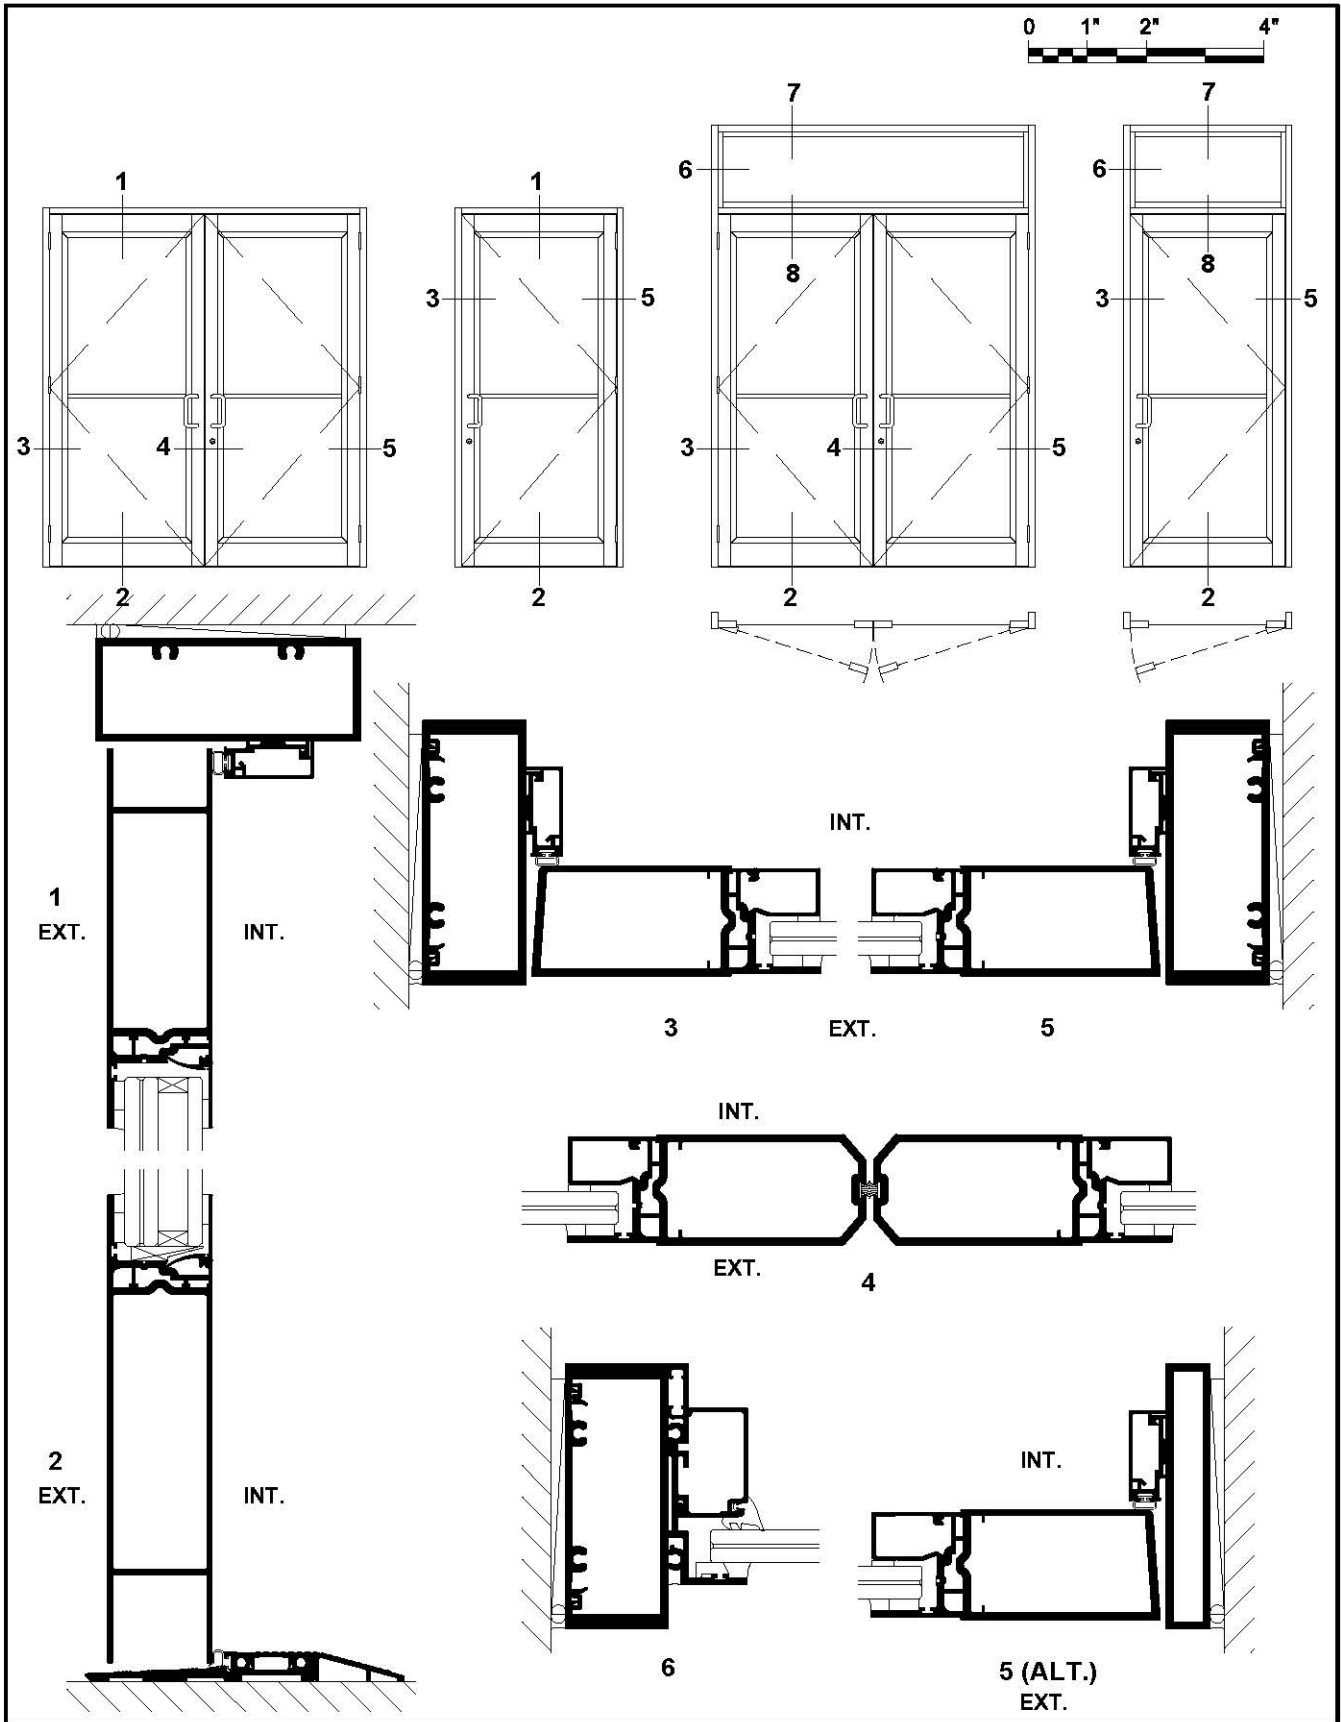 0 1" 2" 4"
7 7
6 6
1 1
8 8
3 5 3 5
3 4 5 3 4 5
2 2 2 2
INT.
1
EXT. INT.
3 EXT. 5
INT.
EXT. 4
2
EXT. INT.
INT.
6
5 (ALT.)
EXT.